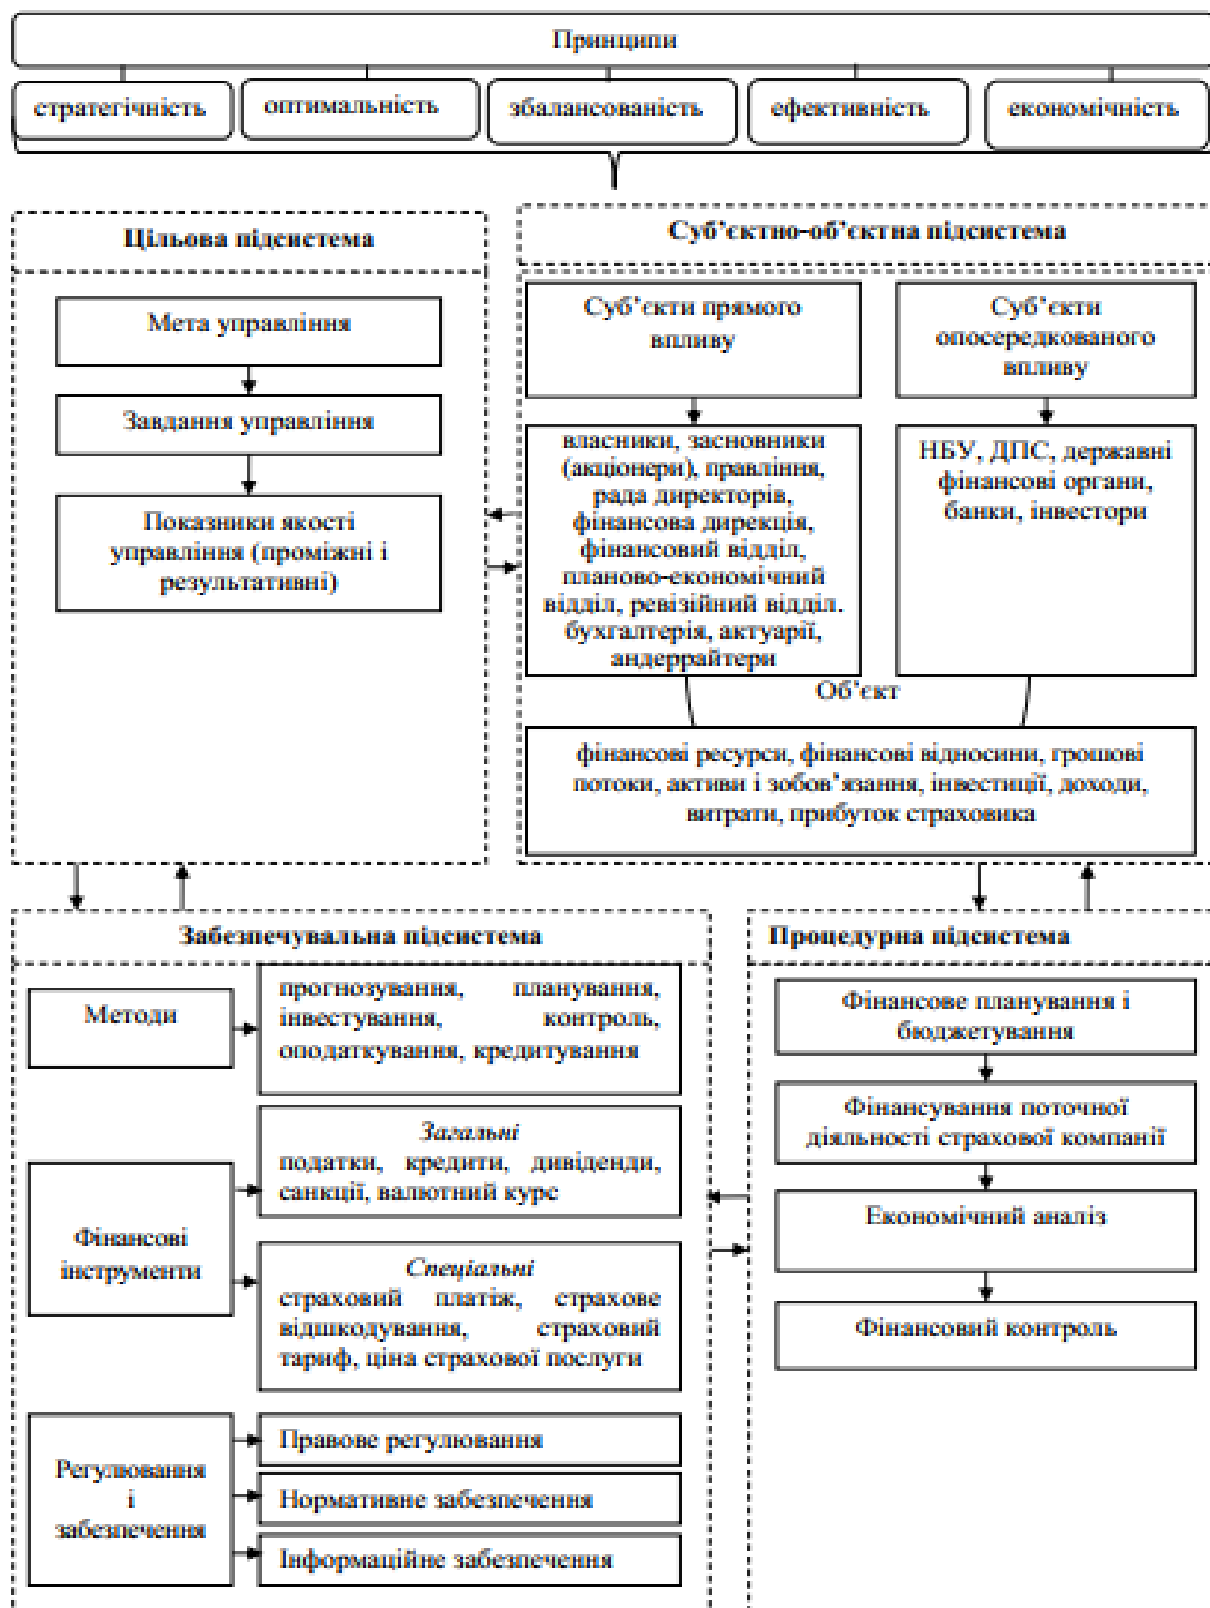 Принципи
стратегічність
оптимальність
збалансованість
ефективність
економічність
Цільова підсистема
Мета управління
Завдання управління
Показники якості
управління (проміжні і
результативні)
Суб’єктно-об’єктна підсистема
Суб’єкти прямого
впливу
Суб’єкти
опосередкованого
впливу
власники, засновники
(акціонери), правління,
рада директорів,
фінансова дирекція,
фінансовий відділ,
планово-економічний
відділ, ревізійний відділ.
бухгалтерія, актуарії,
андеррайтери
НБУ, ДПС, державні
фінансові органи,
банки, інвестори
Об’єкт
фінансові ресурси, фінансові відносини, грошові
потоки, активи і зобов’язання, інвестиції, доходи,
витрати, прибуток страховика
Забезпечувальна підсистема
Методи
прогнозування, планування,
інвестування, контроль,
оподаткування, кредитування
Фінансові
інструменти
Загальні
податки, кредити, дивіденди,
санкції, валютний курс
Спеціальні
страховий платіж, страхове
відшкодування, страховий
тариф, ціна страхової послуги
Регулювання
і
забезпечення
Правове регулювання
Нормативне забезпечення
Інформаційне забезпечення
Процедурна підсистема
Фінансове планування і
бюджетування
Фінансування поточної
діяльності страхової компанії
Економічний аналіз
Фінансовий контроль